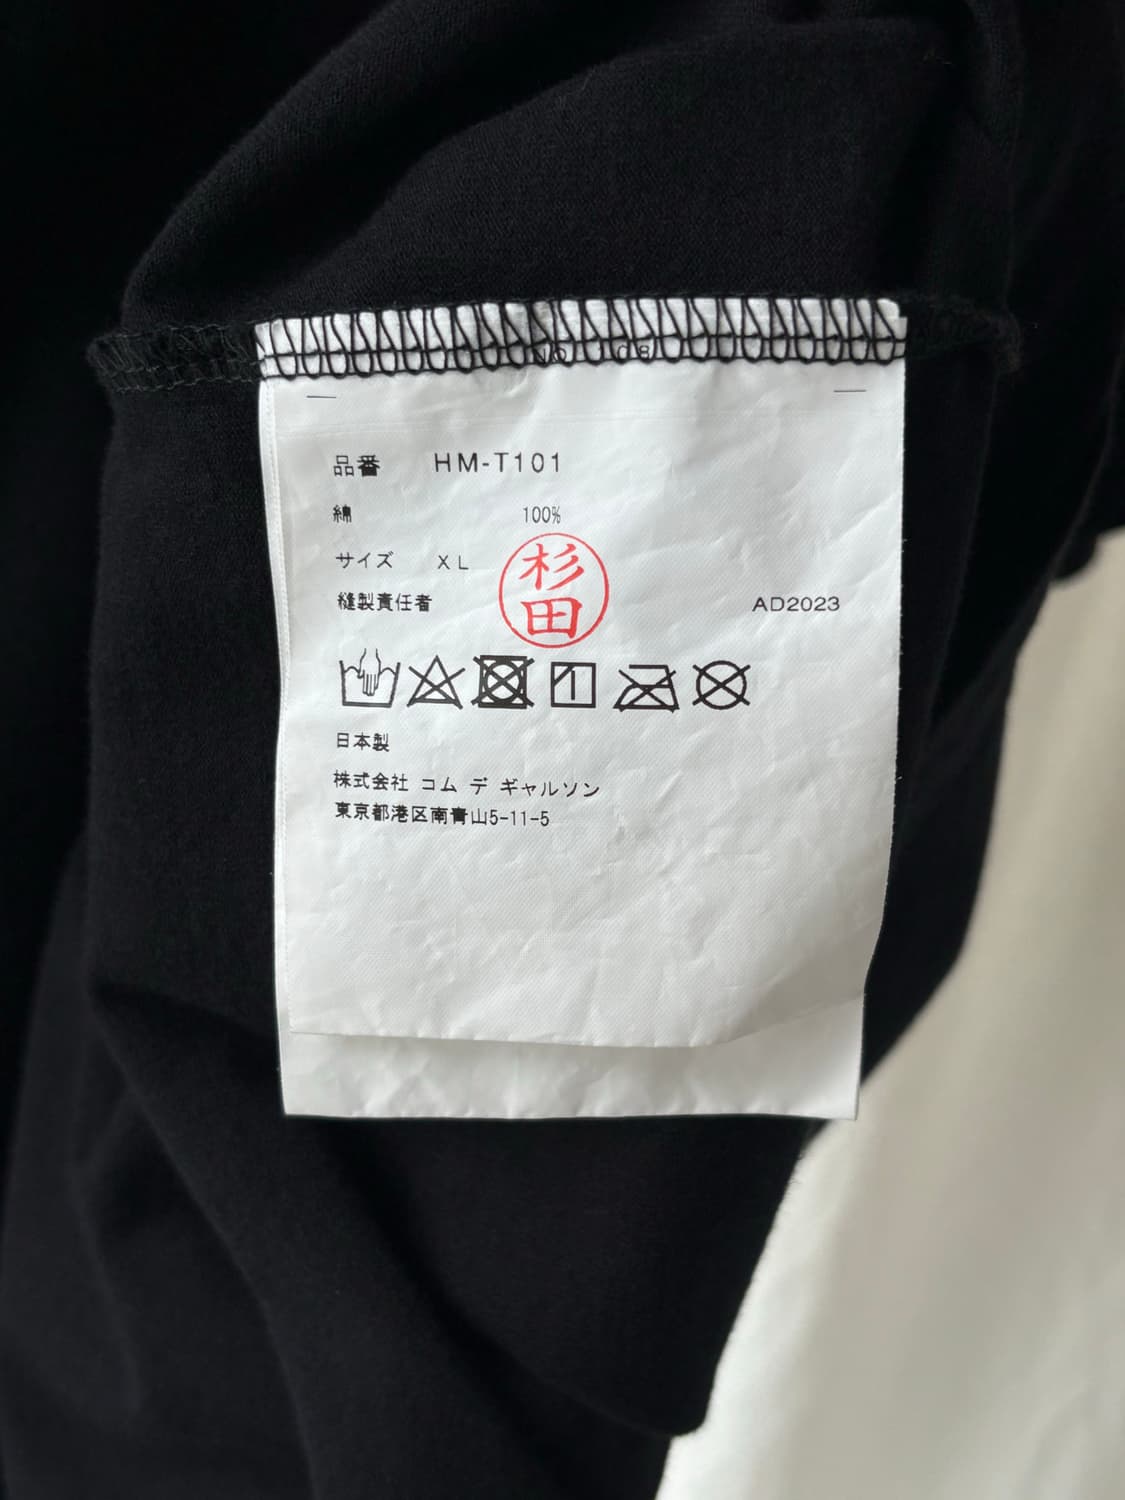 品番 HM-T101
綿 100%
サイズ XL
杉田
縫製責任者 AD2023
日本製
株式会社 コム デ ギャルソン
東京都港区南青山5-11-5